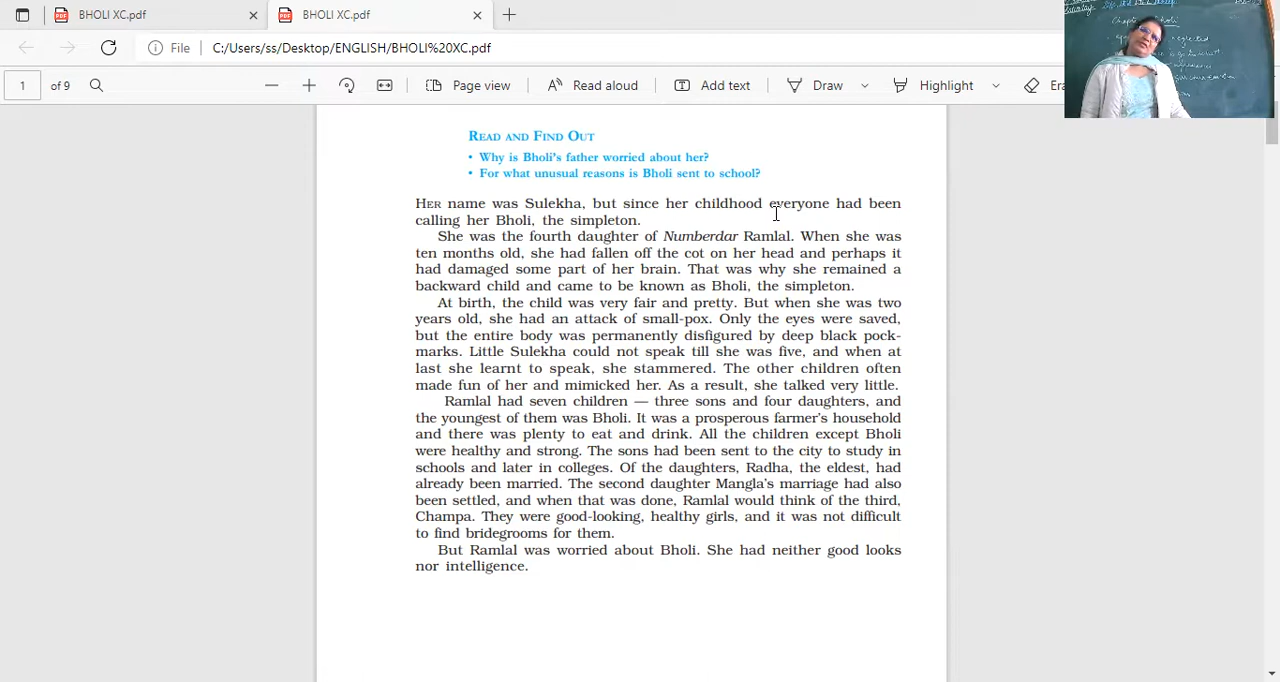 BHOLI XC.pdf
BHOLI XC.pdf
File C:/Users/ss/Desktop/ENGLISH/BHOLI%20XC.pdf
1 of 9 Page view Read aloud Add text Draw Highlight Era
READ AND FIND OUT
• Why is Bholi's father worried about her?
• For what unusual reasons is Bholi sent to school?
HER name was Sulekha, but since her childhood everyone had been
calling her Bholi, the simpleton.
She was the fourth daughter of Numberdar Ramlal. When she was
ten months old, she had fallen off the cot on her head and perhaps it
had damaged some part of her brain. That was why she remained a
backward child and came to be known as Bholi, the simpleton.
At birth, the child was very fair and pretty. But when she was two
years old, she had an attack of small-pox. Only the eyes were saved,
but the entire body was permanently disfigured by deep black pock-
marks. Little Sulekha could not speak till she was five, and when at
last she learnt to speak, she stammered. The other children often
made fun of her and mimicked her. As a result, she talked very little.
Ramlal had seven children — three sons and four daughters, and
the youngest of them was Bholi. It was a prosperous farmer's household
and there was plenty to eat and drink. All the children except Bholi
were healthy and strong. The sons had been sent to the city to study in
schools and later in colleges. Of the daughters, Radha, the eldest, had
already been married. The second daughter Mangla's marriage had also
been settled, and when that was done, Ramlal would think of the third,
Champa. They were good-looking, healthy girls, and it was not difficult
to find bridegrooms for them.
But Ramlal was worried about Bholi. She had neither good looks
nor intelligence.